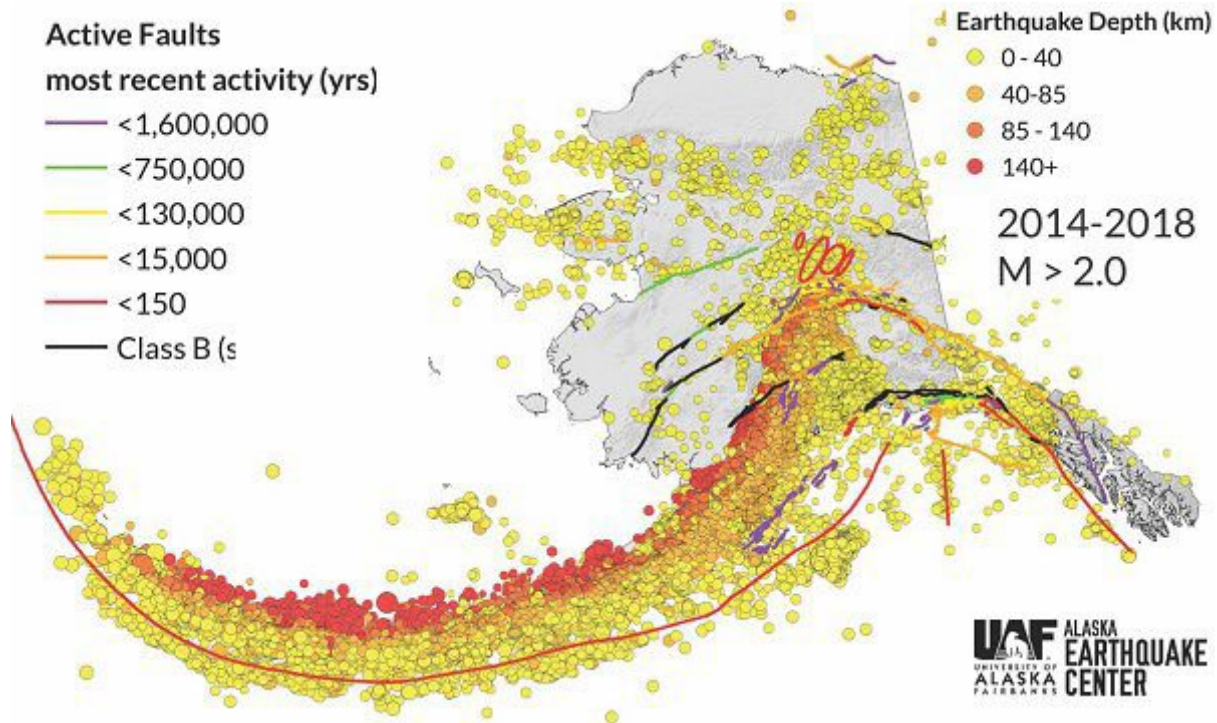 Active Faults
most recent activity (yrs)
<1,600,000
<750,000
<130,000
<15,000
<150
Class B (s
Earthquake Depth (km)
0 - 40
40-85
85 - 140
140+
2014-2018
M > 2.0
UAF
UNIVERSITY OF
ALASKA
FAIRBANKS
ALASKA
EARTHQUAKE
CENTER